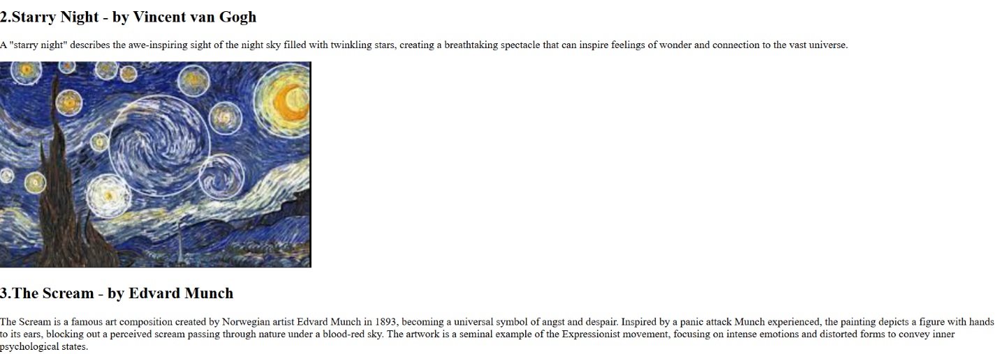 2.Starry Night - by Vincent van Gogh
A "starry night" describes the awe-inspiring sight of the night sky filled with twinkling stars, creating a breathtaking spectacle that can inspire feelings of wonder and connection to the vast universe.
3.The Scream - by Edvard Munch
The Scream is a famous art composition created by Norwegian artist Edvard Munch in 1893, becoming a universal symbol of angst and despair. Inspired by a panic attack Munch experienced, the painting depicts a figure with hands
to its ears, blocking out a perceived scream passing through nature under a blood-red sky. The artwork is a seminal example of the Expressionist movement, focusing on intense emotions and distorted forms to convey inner
psychological states.